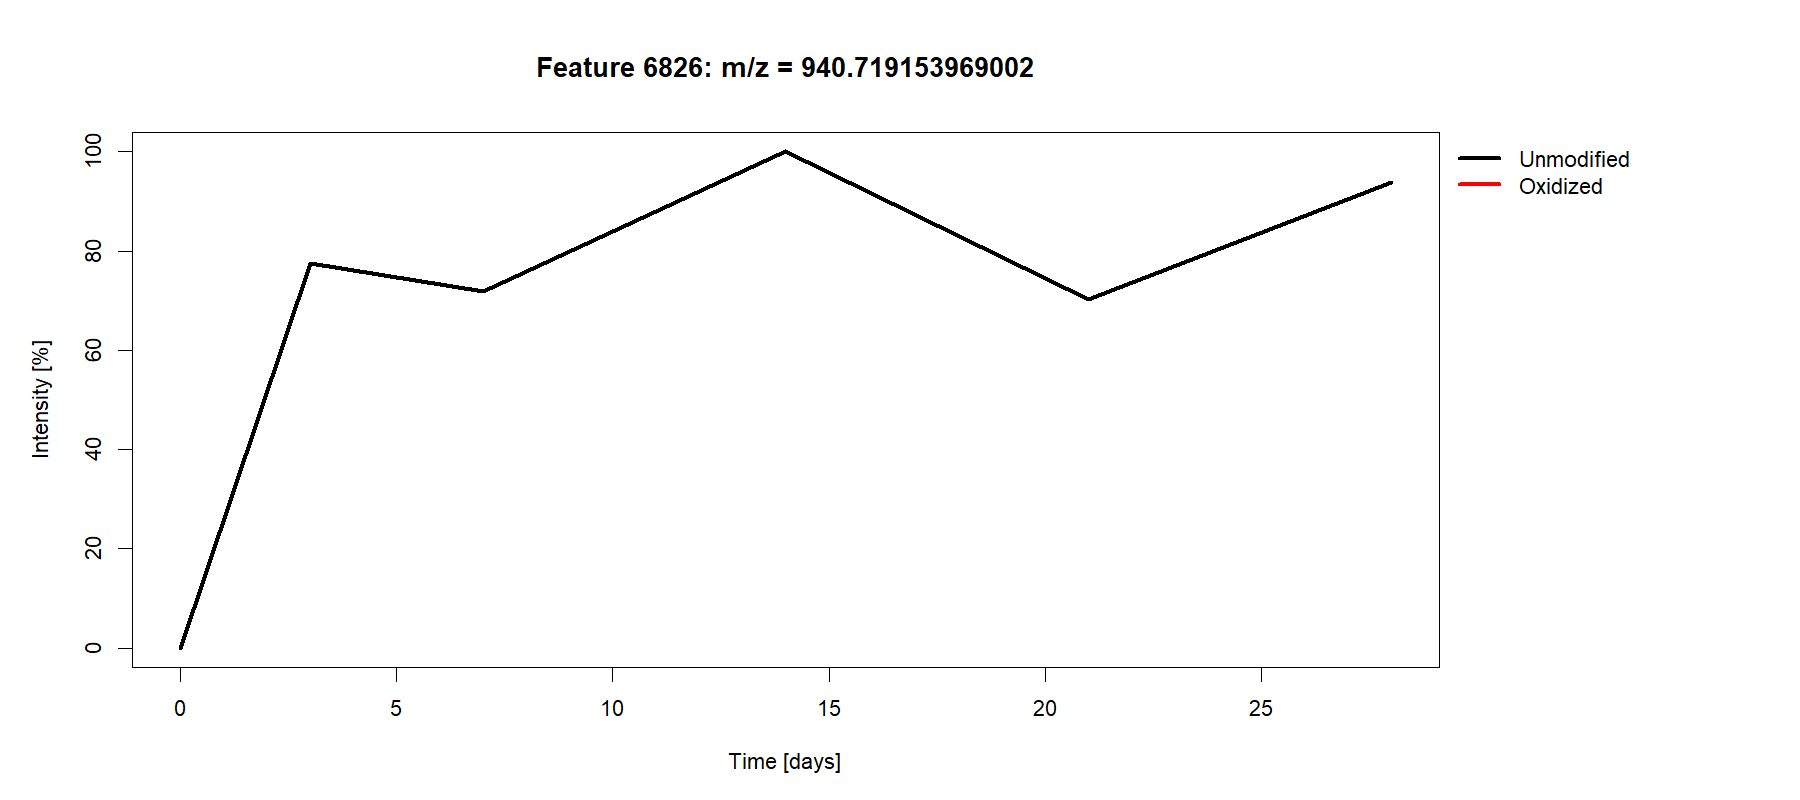 Feature 6826: m/z = 940.719153969002
Unmodified
Oxidized
Intensity [%]
100
80
60
40
20
0
0 5 10 15 20 25
Time [days]